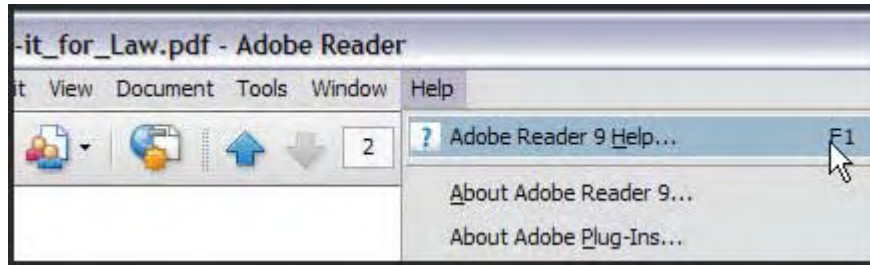 -it_for_Law.pdf - Adobe Reader
it View Document Tools Window Help
2
? Adobe Reader 9 Help... F1
About Adobe Reader 9...
About Adobe Plug-Ins...